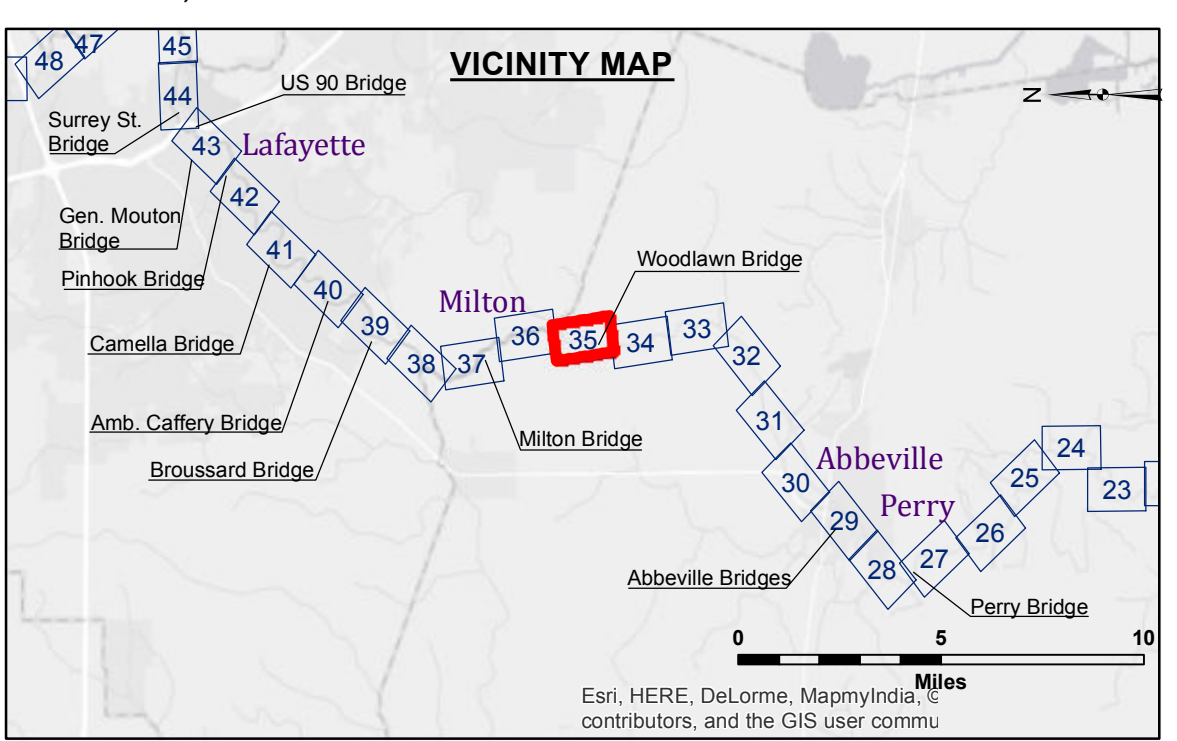 VICINITY MAP
47
48
45
44
US 90 Bridge
Surrey St.
Bridge
43
Lafayette
42
Gen. Mouton
Bridge
41
Pinhook Bridge
40
Woodlawn Bridge
Milton
39
36
35
34
33
Camella Bridge
38
37
32
Amb. Caffery Bridge
31
Milton Bridge
Broussard Bridge
Abbeville
24
30
25
23
Perry
29
26
28
27
Abbeville Bridges
Perry Bridge
N
0 5 10
Miles
Esri, HERE, DeLorme, MapmyIndia, ©
contributors, and the GIS user commu